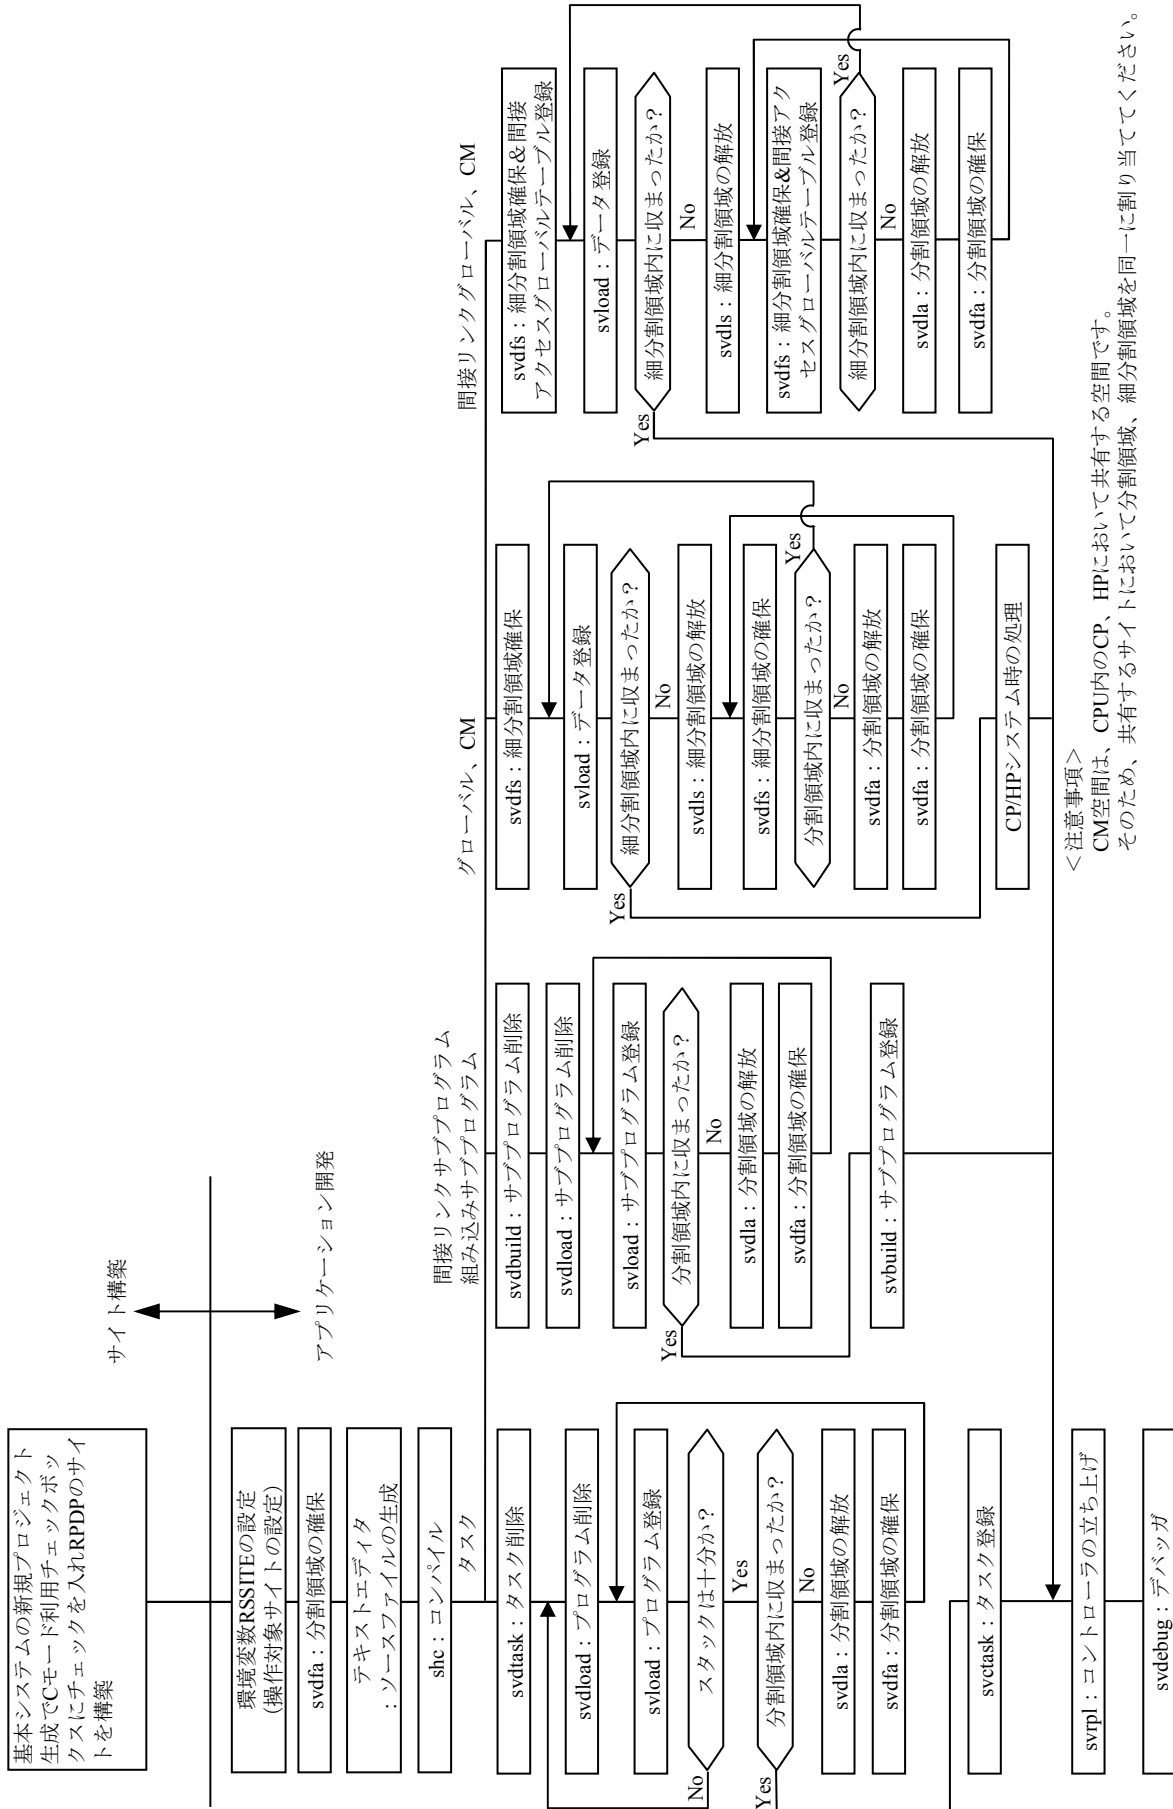 基本システムの新規プロジェクト
生成でCモード利用チェックボッ
クスにチェックを入れRPDPのサイ
トを構築
サイト構築
アプリケーション開発
環境変数RSSITEの設定
(操作対象サイトの設定)
svdfa：分割領域の確保
テキストエディタ
：ソースファイルの生成
shc：コンパイル
タスク
svdtask：タスク削除
svdload：プログラム削除
svload：プログラム登録
スタックは十分か？
No
Yes
分割領域内に収まったか？
Yes
No
svdla：分割領域の解放
svdfa：分割領域の確保
svctask：タスク登録
svrpl：コントローラの立ち上げ
svdebug：デバッガ
間接リンクサブプログラム
組み込みサブプログラム
svdbuild：サブプログラム削除
svdload：サブプログラム削除
svload：サブプログラム登録
分割領域内に収まったか？
Yes
No
svdla：分割領域の解放
svdfa：分割領域の確保
svbuild：サブプログラム登録
グローバル、CM
svdfs：細分割領域確保
svload：データ登録
細分割領域内に収まったか？
Yes
No
svdls：細分割領域の解放
svdfs：細分割領域の確保
分割領域内に収まったか？
Yes
No
svdfa：分割領域の解放
svdfa：分割領域の確保
CP/HPシステム時の処理
間接リンクグローバル、CM
svdfs：細分割領域確保&間接
アクセスグローバルテーブル登録
svload：データ登録
細分割領域内に収まったか？
Yes
No
svdls：細分割領域の解放
svdfs：細分割領域確保&間接アク
セスグローバルテーブル登録
細分割領域内に収まったか？
Yes
No
svdla：分割領域の解放
svdfa：分割領域の確保
＜注意事項＞
CM空間は、CPU内のCP、HPにおいて共有する空間です。
そのため、共有するサイトにおいて分割領域、細分割領域を同一に割り当ててください。